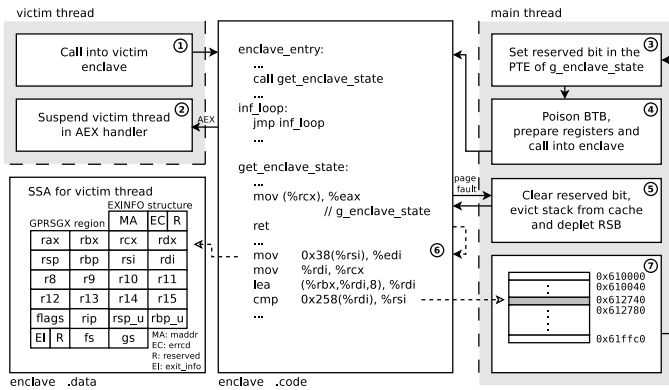 victim thread
Call into victim
enclave
①
Suspend victim thread
in AEX handler
②
AEX
SSA for victim thread
EXINFO structure
GPRSGX region
MA EC R
rax rbx rcx rdx
rsp rbp rsi rdi
r8 r9 r10 r11
r12 r13 r14 r15
flags rip rsp_u rbp_u
EI R fs gs
MA: maddr
EC: errcd
R: reserved
EI: exit_info
enclave .data
enclave_entry:
...
call get_enclave_state
...
inf_loop:
jmp inf_loop
...
get_enclave_state:
...
mov (%rcx), %eax
// g_enclave_state
ret
...
⑥
mov 0x38(%rsi), %edi
mov %rdi, %rcx
lea (%rbx,%rdi,8), %rdi
cmp 0x258(%rdi), %rsi
...
enclave .code
page
fault
main thread
③
Set reserved bit in the
PTE of g_enclave_state
④
Poison BTB,
prepare registers and
call into enclave
Clear reserved bit,
evict stack from cache
and deplet RSB
⑤
⑦
0x610000
0x610040
0x612740
0x612780
0x61ffc0